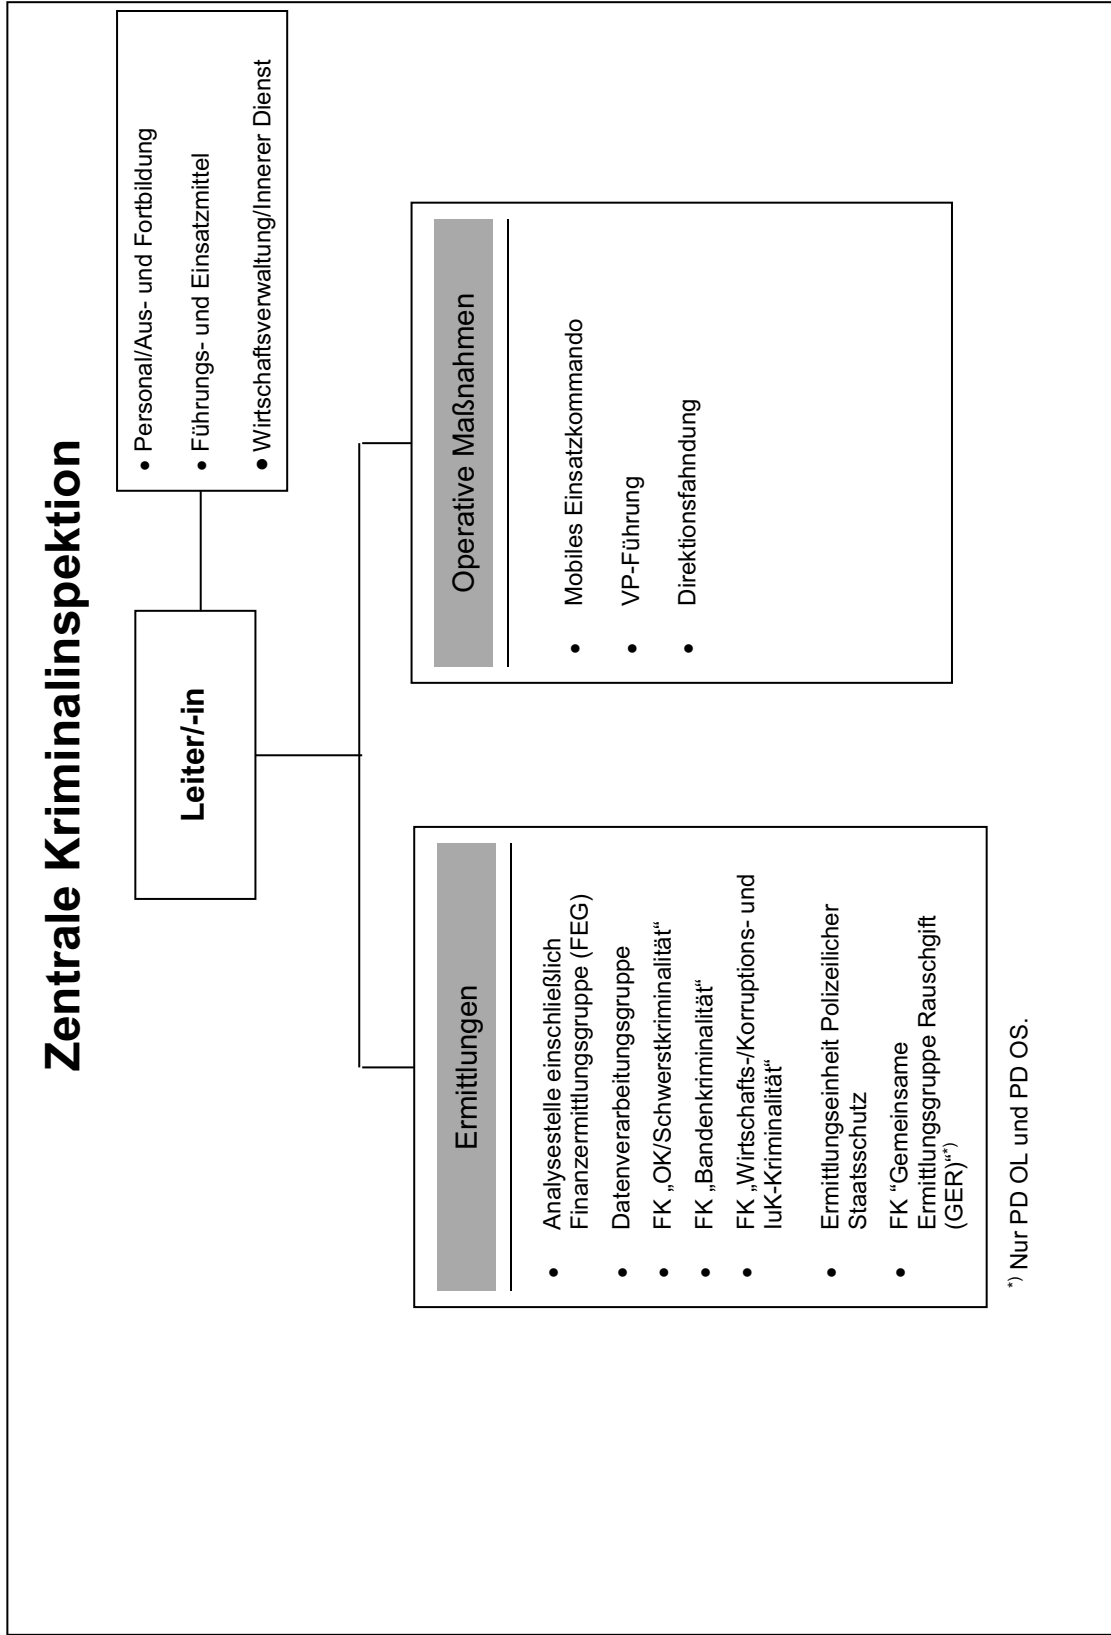 Zentrale Kriminalinspektion
Leiter/-in
• Personal/Aus- und Fortbildung
• Führungs- und Einsatzmittel
• Wirtschaftsverwaltung/Innerer Dienst
Ermittlungen
• Analysestelle einschließlich
Finanzermittlungsgruppe (FEG)
• Datenverarbeitungsgruppe
• FK „OK/Schwerstkriminalität“
• FK „Bandenkriminalität“
• FK „Wirtschafts-/Korruptions- und
IuK-Kriminalität“
• Ermittlungseinheit Polizeilicher
Staatsschutz
• FK “Gemeinsame
Ermittlungsgruppe Rauschgift
(GER)“*)
Operative Maßnahmen
• Mobiles Einsatzkommando
• VP-Führung
• Direktionsfahndung
*) Nur PD OL und PD OS.